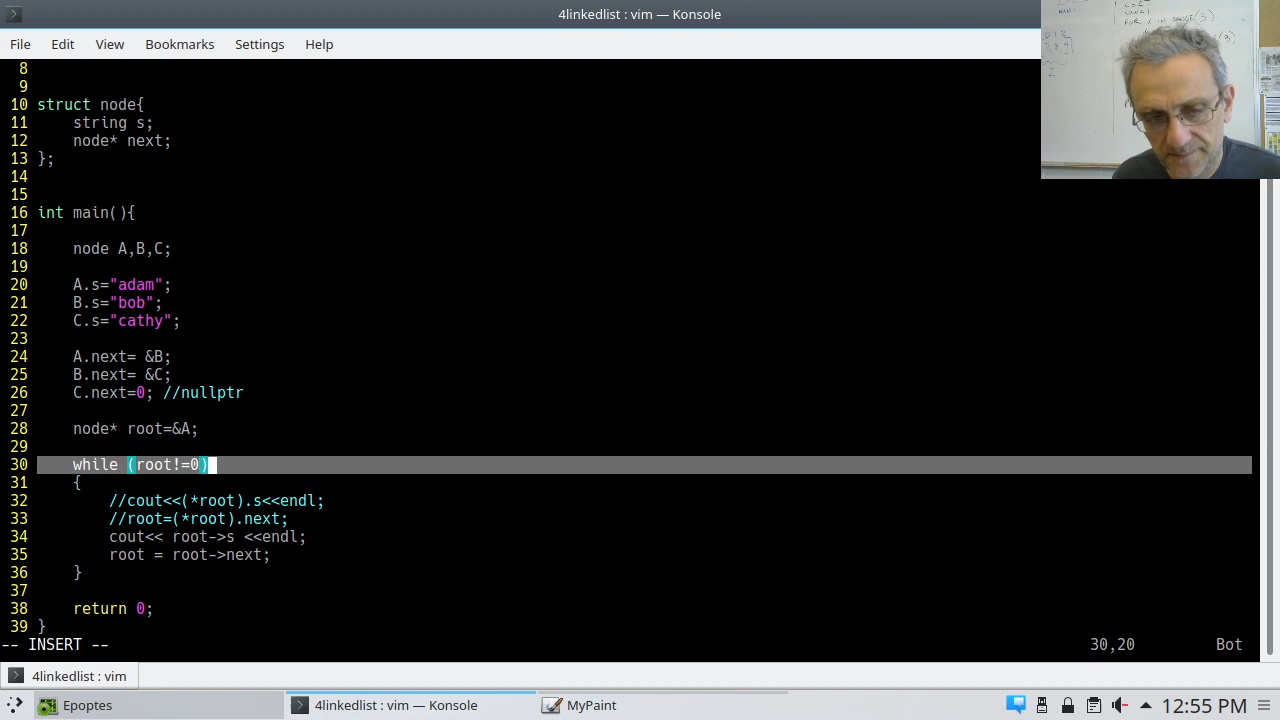 4linkedlist : vim — Konsole
File Edit View Bookmarks Settings Help
8
9
10 struct node{
11     string s;
12     node* next;
13 };
14
15
16 int main(){
17
18     node A,B,C;
19
20     A.s="adam";
21     B.s="bob";
22     C.s="cathy";
23
24     A.next= &B;
25     B.next= &C;
26     C.next=0; //nullptr
27
28     node* root=&A;
29
30     while (root!=0)
31     {
32         //cout<<(*root).s<<endl;
33         //root=(*root).next;
34         cout<< root->s <<endl;
35         root = root->next;
36     }
37
38     return 0;
39 }
-- INSERT -- 30,20 Bot
4linkedlist : vim
Epoptes 4linkedlist : vim — Konsole MyPaint 12:55 PM